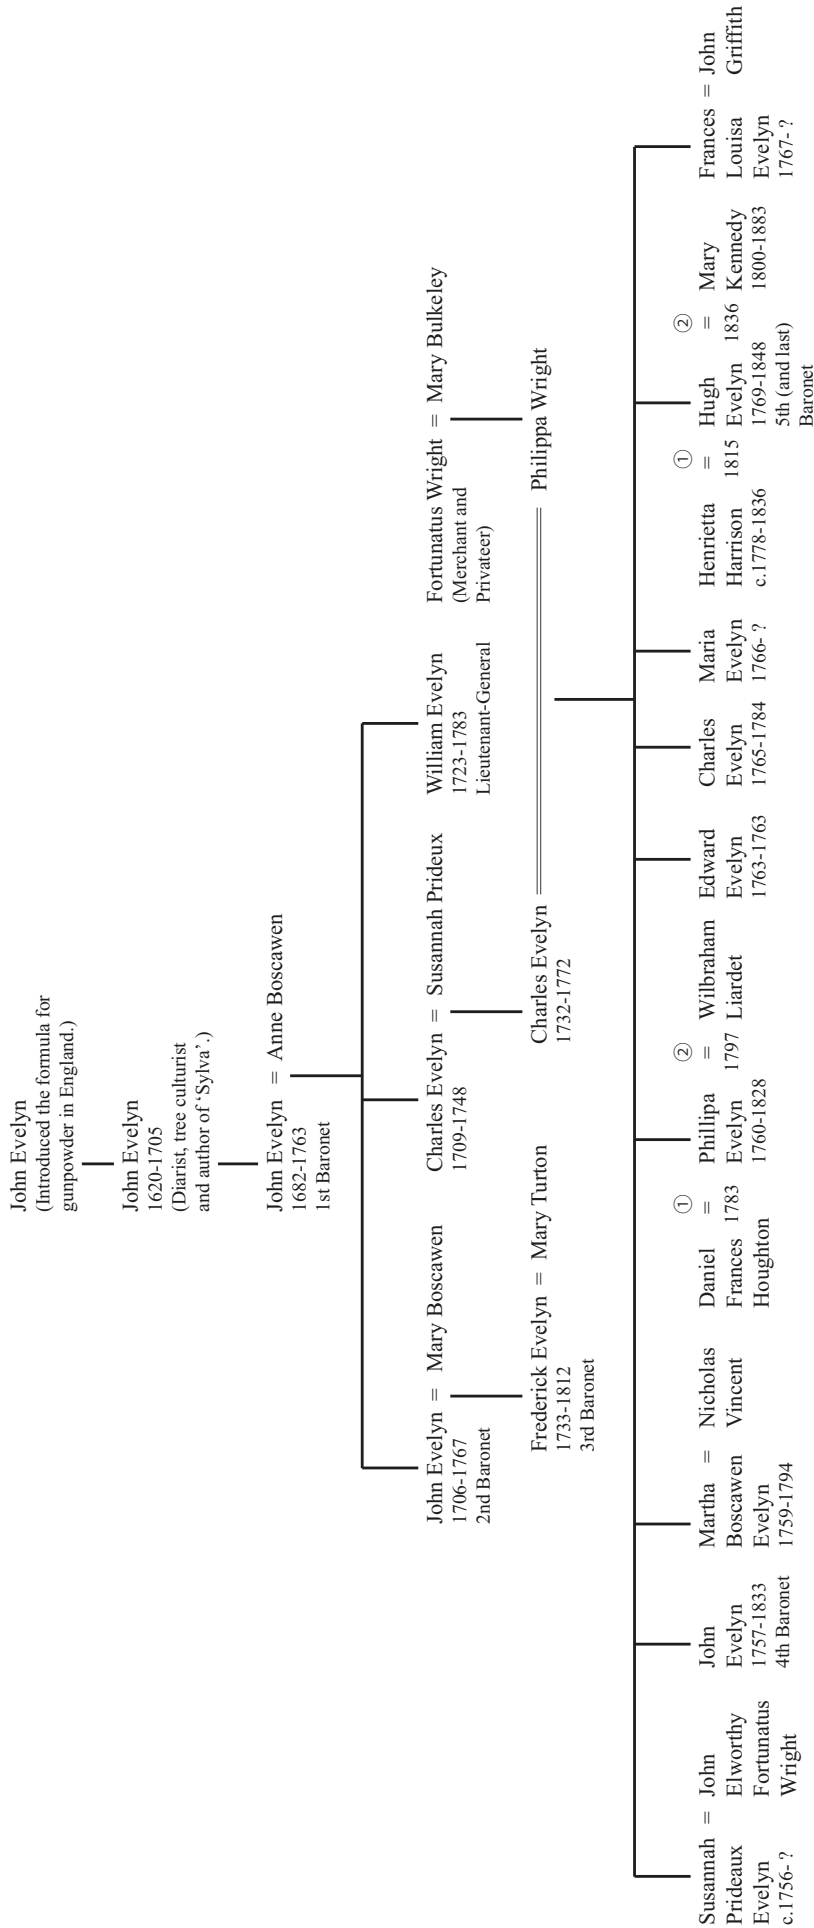 John Evelyn
(Introduced the formula for
gunpowder in England.)
John Evelyn
1620-1705
(Diarist, tree culturist
and author of ‘Sylva’.)
John Evelyn = Anne Boscawen
1682-1763
1st Baronet
John Evelyn = Mary Boscawen
1706-1767
2nd Baronet
Charles Evelyn = Susannah Prideux
1709-1748
William Evelyn
1723-1783
Lieutenant-General
Fortunatus Wright = Mary Bulkeley
(Merchant and
Privateer)
Frederick Evelyn = Mary Turton
1733-1812
3rd Baronet
Charles Evelyn = Philippa Wright
1732-1772
Susannah = John
Prideaux Elworthy
Evelyn Fortunatus
c.1756- ? Wright
John
Evelyn
1757-1833
4th Baronet
Martha = Nicholas
Boscawen Vincent
Evelyn
1759-1794
①
Daniel = Phillipa
Frances 1783 Evelyn
Houghton 1760-1828
②
= Wilbraham
1797 Liardet
Edward
Evelyn
1763-1763
Charles
Evelyn
1765-1784
Maria
Evelyn
1766- ?
①
Henrietta = Hugh
Harrison 1815 Evelyn
c.1778-1836 1769-1848
5th (and last)
Baronet
②
= Mary
1836 Kennedy
1800-1883
Frances = John
Louisa Griffith
Evelyn
1767- ?